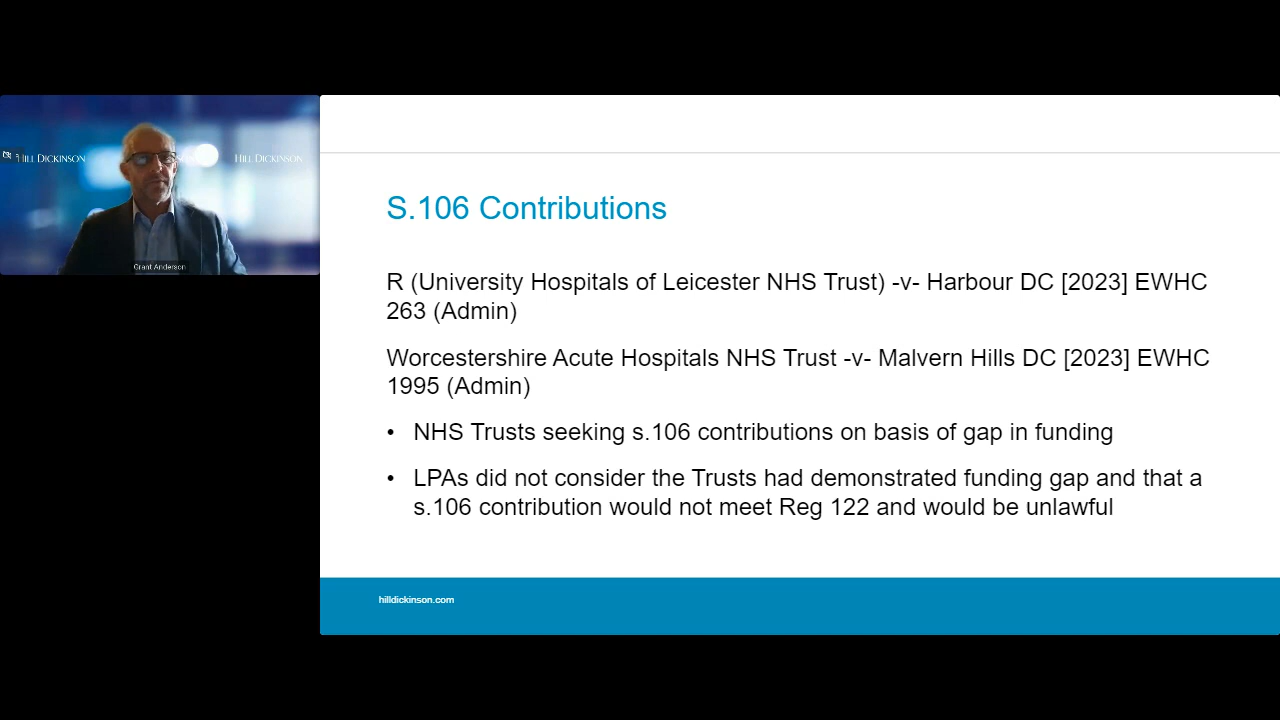 HILL DICKINSON
HILL DICKINSON
Grant Anderson
S.106 Contributions
R (University Hospitals of Leicester NHS Trust) -v- Harbour DC [2023] EWHC
263 (Admin)
Worcestershire Acute Hospitals NHS Trust -v- Malvern Hills DC [2023] EWHC
1995 (Admin)
• NHS Trusts seeking s.106 contributions on basis of gap in funding
• LPAs did not consider the Trusts had demonstrated funding gap and that a
s.106 contribution would not meet Reg 122 and would be unlawful
hilldickinson.com